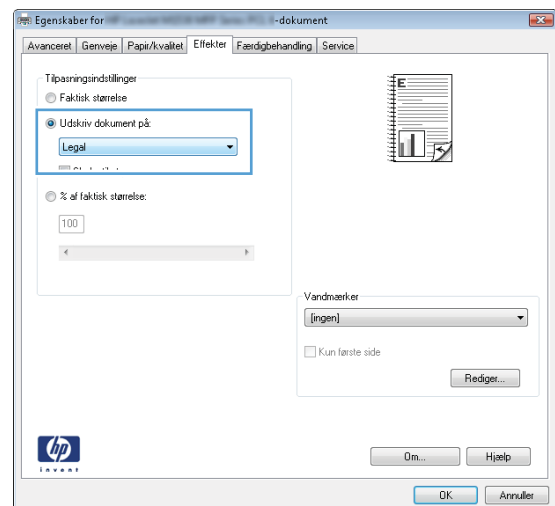 Egenskaber for -dokument
Avanceret Genveje Papir/kvalitet Effekter Færdigbehandling Service
Tilpasningsindstillinger
Faktisk størrelse
Udskriv dokument på:
Legal
% af faktisk størrelse:
100
E
Vandmærker
[ingen]
Kun første side
Rediger...
hp
invent
Om... Hjælp
OK Annuller